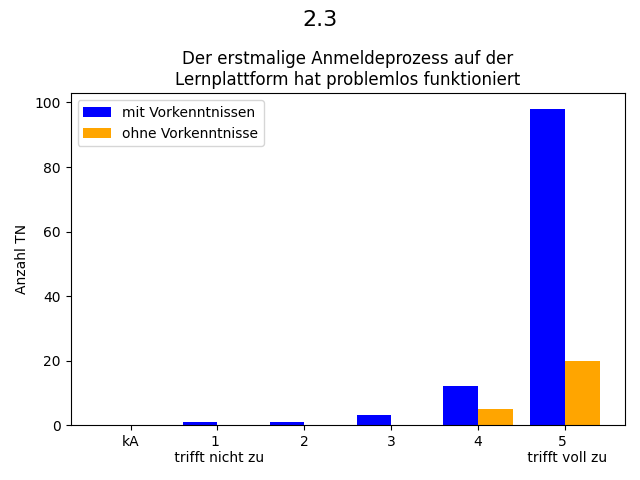 2.3
Der erstmalige Anmeldeprozess auf der
Lernplattform hat problemlos funktioniert
mit Vorkenntnissen
ohne Vorkenntnisse
Anzahl TN
100
80
60
40
20
0
kA 1 2 3 4 5
trifft nicht zu trifft voll zu